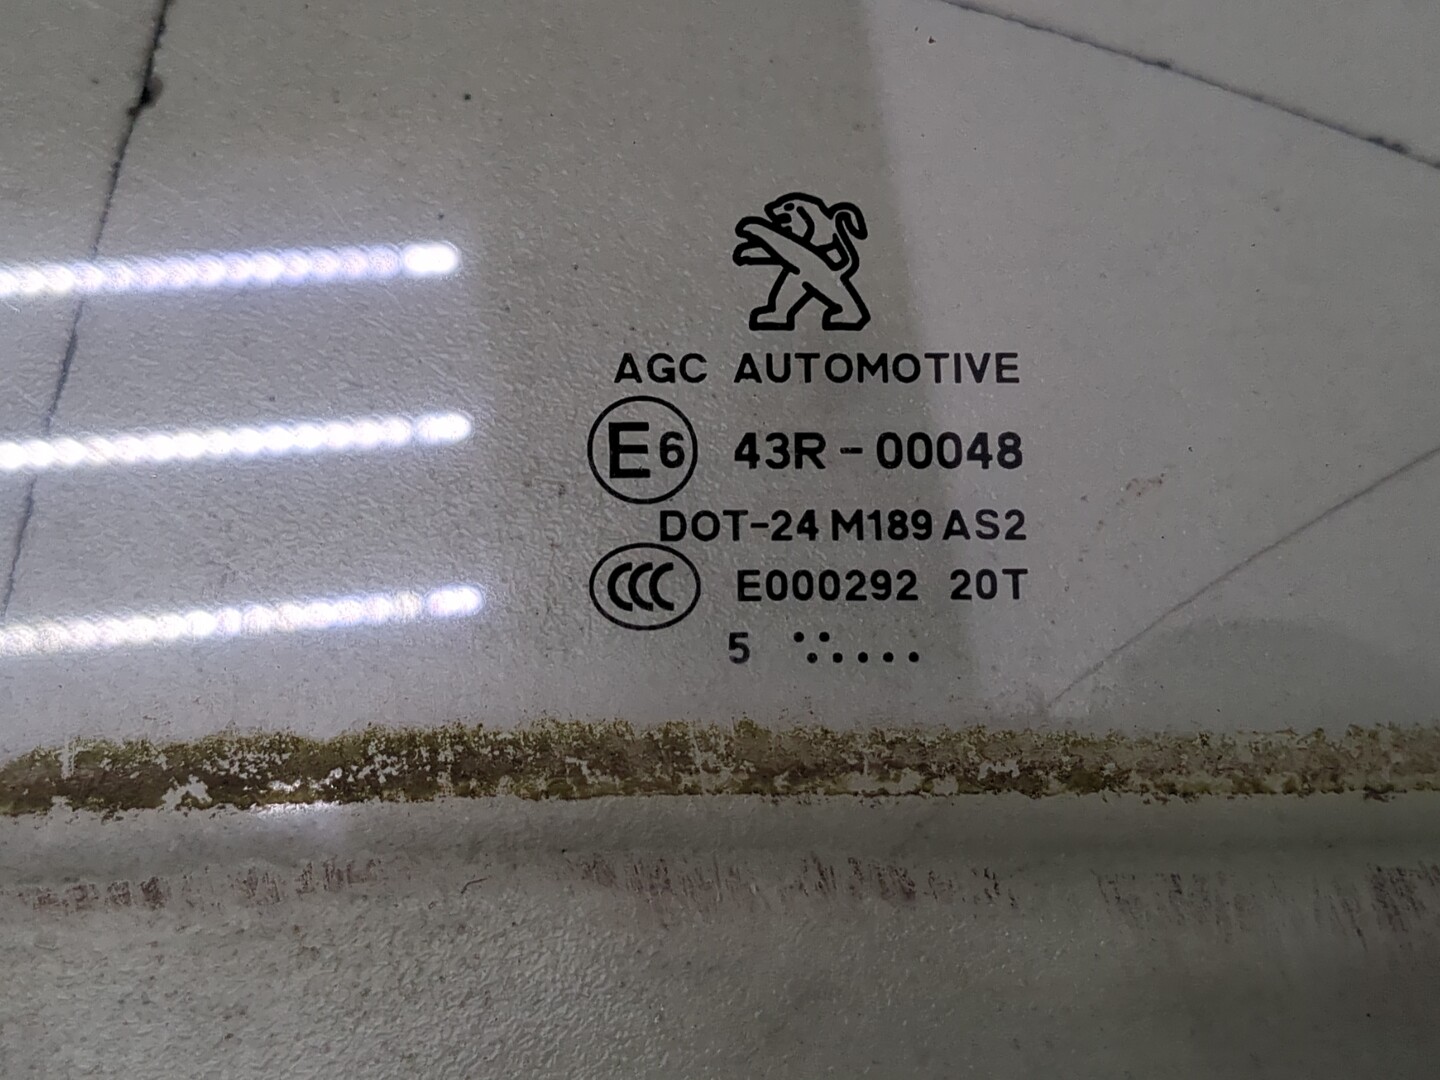 AGC AUTOMOTIVE
E6 43R-00048
DOT-24 M189 AS2
CCC E000292 20T
5 ⠙⠄....